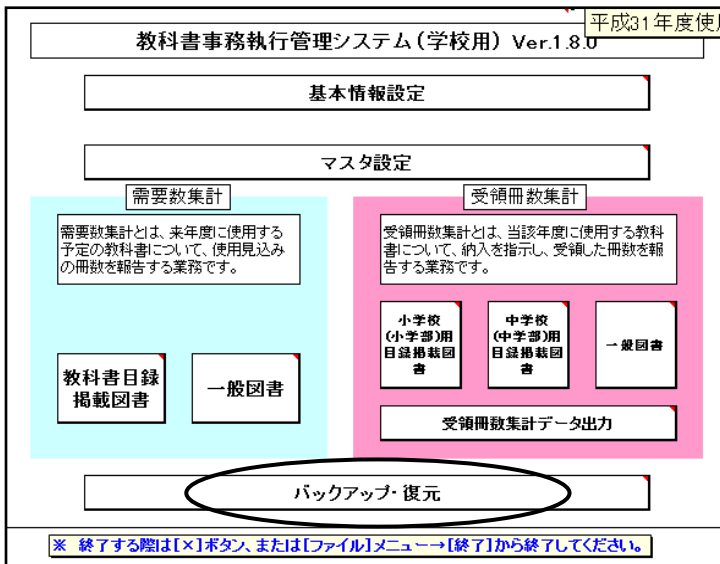 平成31年度使
教科書事務執行管理システム(学校用) Ver.1.8.0
基本情報設定
マスタ設定
需要数集計
需要数集計とは、来年度に使用する
予定の教科書について、使用見込み
の冊数を報告する業務です。
教科書目録
掲載図書
一般図書
受領冊数集計
受領冊数集計とは、当該年度に使用する教科
書について、納入を指示し、受領した冊数を報
告する業務です。
小学校
(小学部)用
目録掲載図
書
中学校
(中学部)用
目録掲載図
書
一般図書
受領冊数集計データ出力
バックアップ・復元
※ 終了する際は[×]ボタン、または[ファイル]メニュー→[終了]から終了してください。